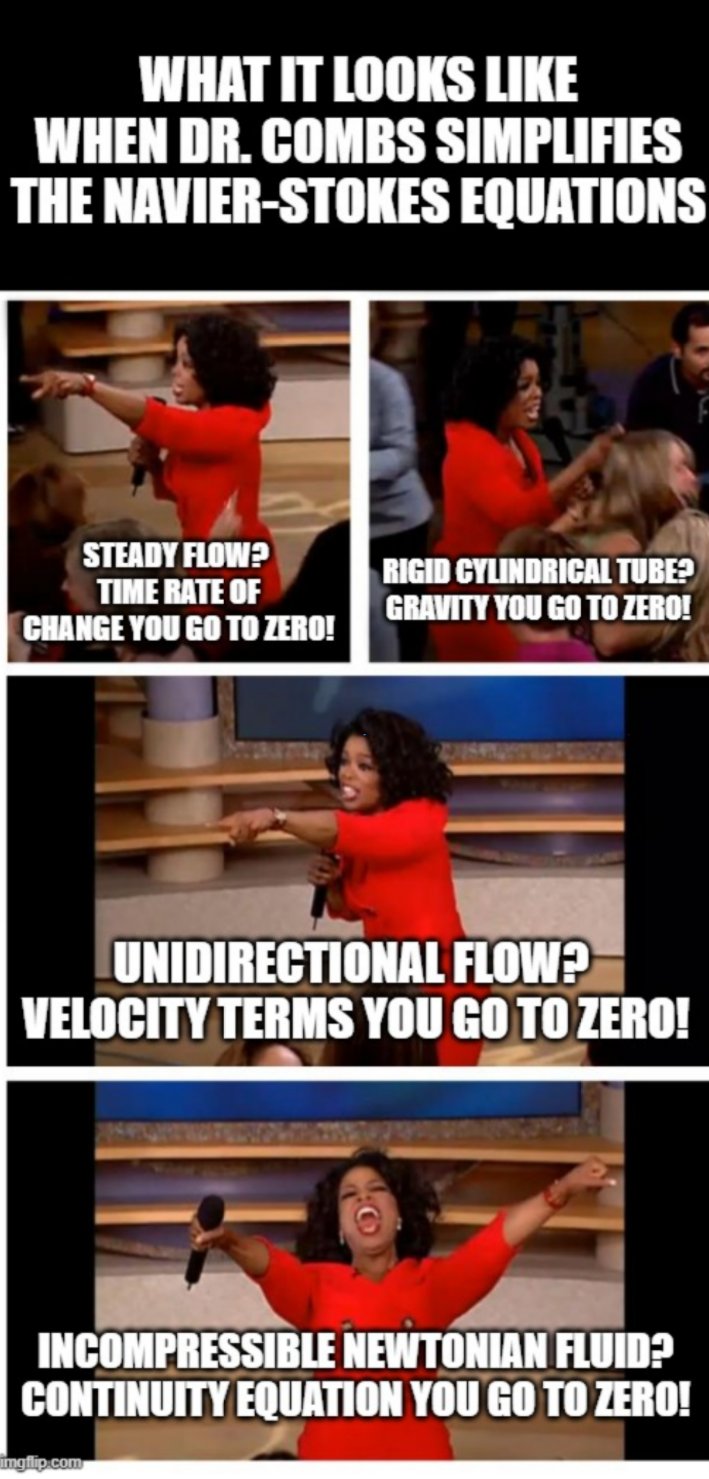 WHAT IT LOOKS LIKE
WHEN DR. COMBS SIMPLIFIES
THE NAVIER-STOKES EQUATIONS
STEADY FLOW?
TIME RATE OF
CHANGE YOU GO TO ZERO!
RIGID CYLINDRICAL TUBE?
GRAVITY YOU GO TO ZERO!
UNIDIRECTIONAL FLOW?
VELOCITY TERMS YOU GO TO ZERO!
INCOMPRESSIBLE NEWTONIAN FLUID?
CONTINUITY EQUATION YOU GO TO ZERO!
imgflip.com